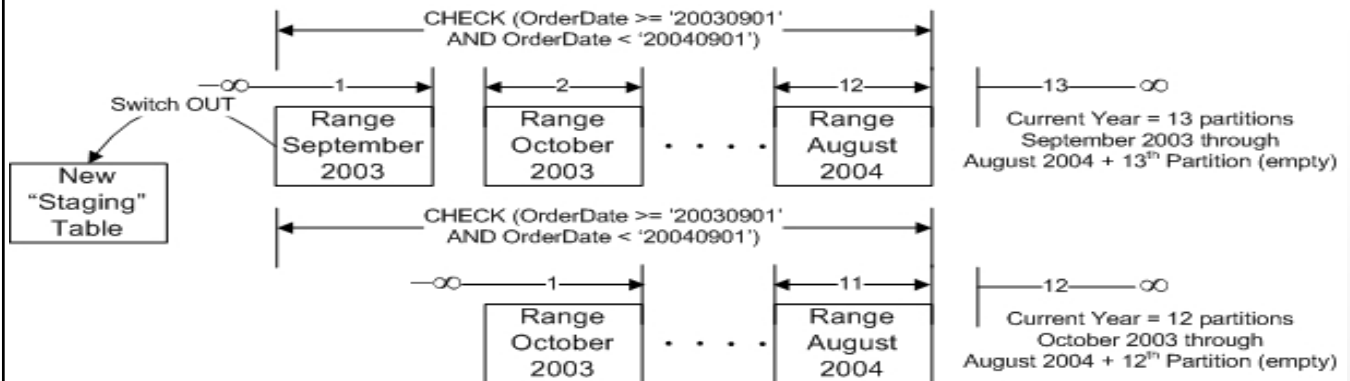 CHECK (OrderDate >= '20030901'
AND OrderDate < ‘20040901’)
−∞ 1 2 12 13 ∞
Switch OUT
Range
September
2003
Range
October
2003
. . . .
Range
August
2004
Current Year = 13 partitions
September 2003 through
August 2004 + 13th Partition (empty)
New
“Staging”
Table
CHECK (OrderDate >= '20030901'
AND OrderDate < ‘20040901’)
−∞ 1 11 12 ∞
Range
October
2003
. . . .
Range
August
2004
Current Year = 12 partitions
October 2003 through
August 2004 + 12th Partition (empty)